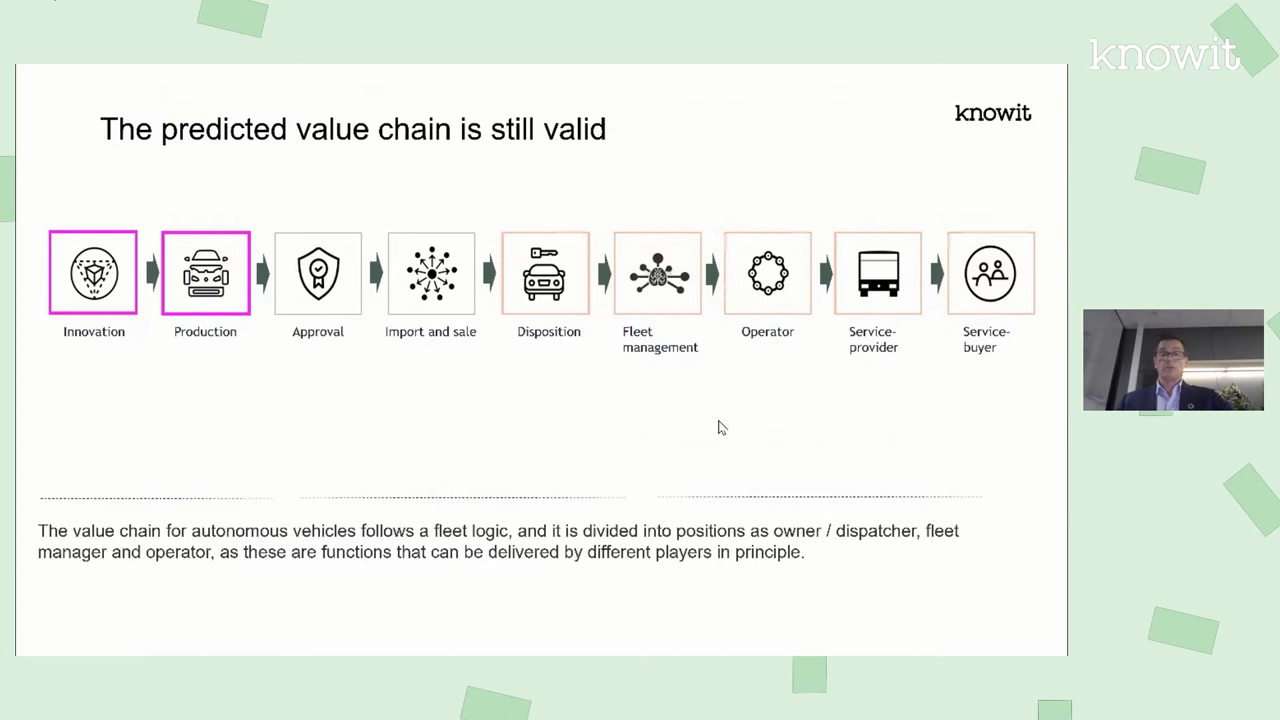 knowit
The predicted value chain is still valid
knowit
Innovation
Production
Approval
Import and sale
Disposition
Fleet
management
Operator
Service-
provider
Service-
buyer
The value chain for autonomous vehicles follows a fleet logic, and it is divided into positions as owner / dispatcher, fleet
manager and operator, as these are functions that can be delivered by different players in principle.